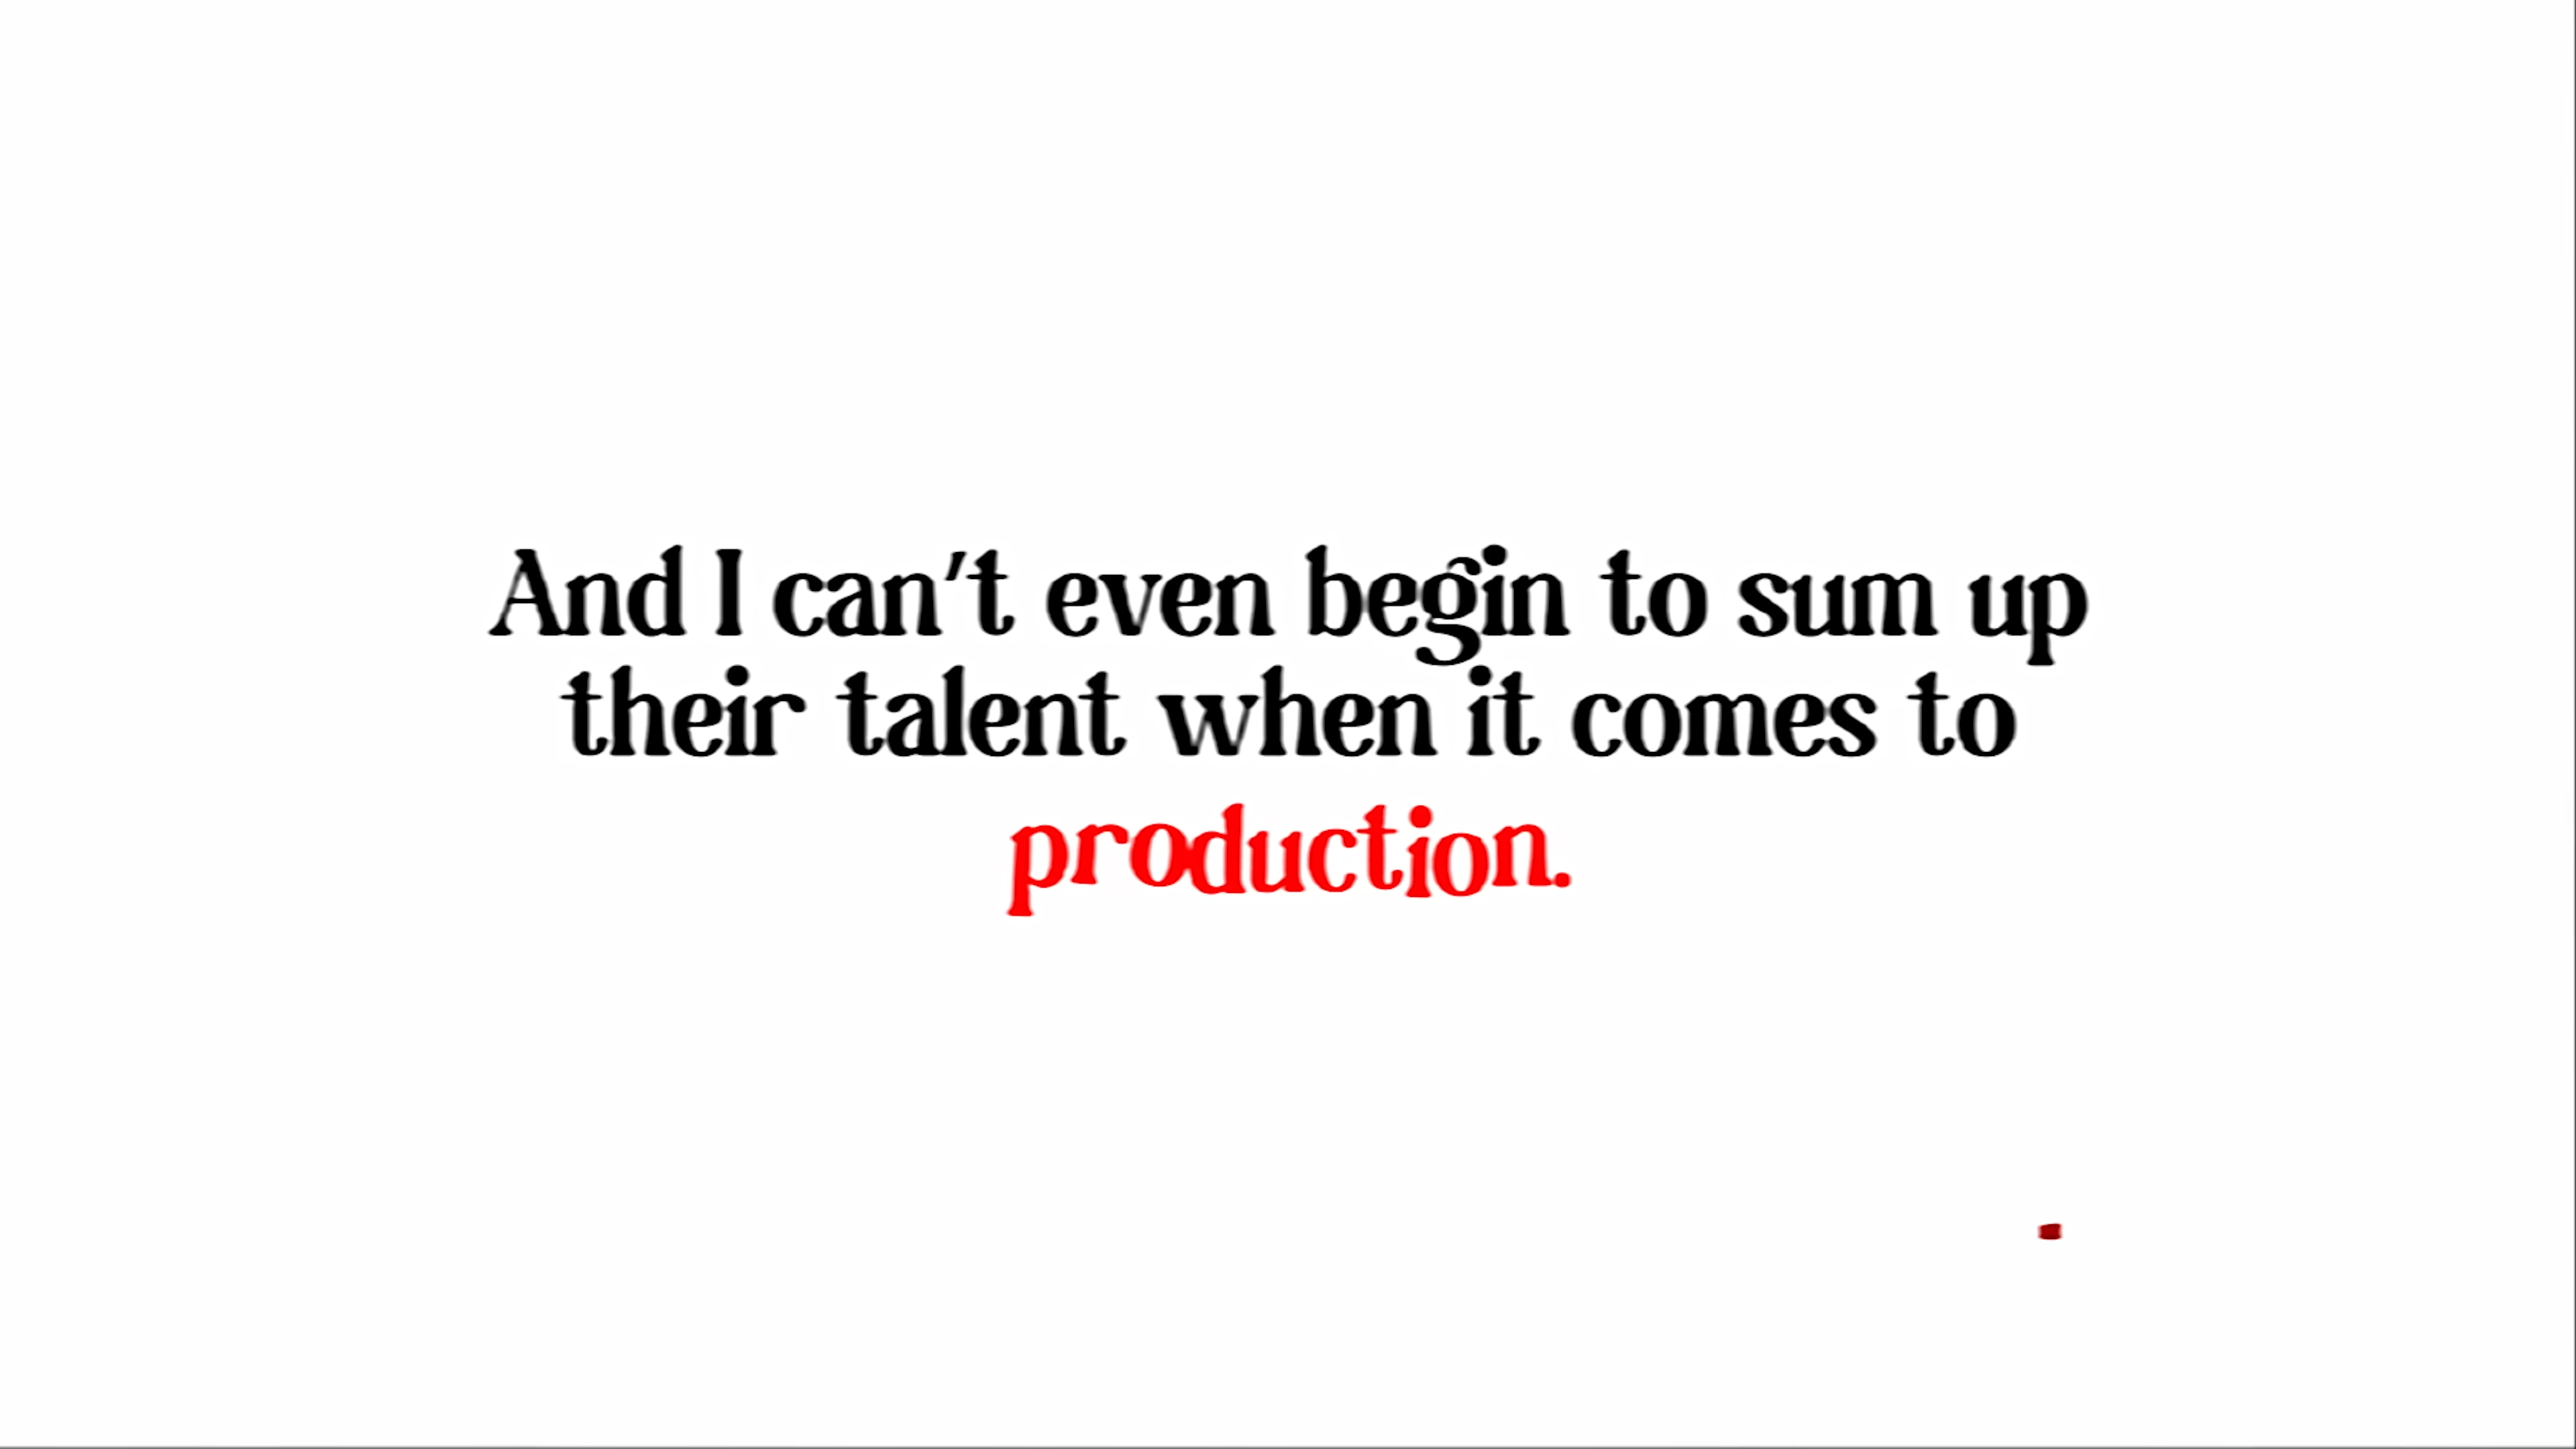 And I can't even begin to sum up
their talent when it comes to
production.